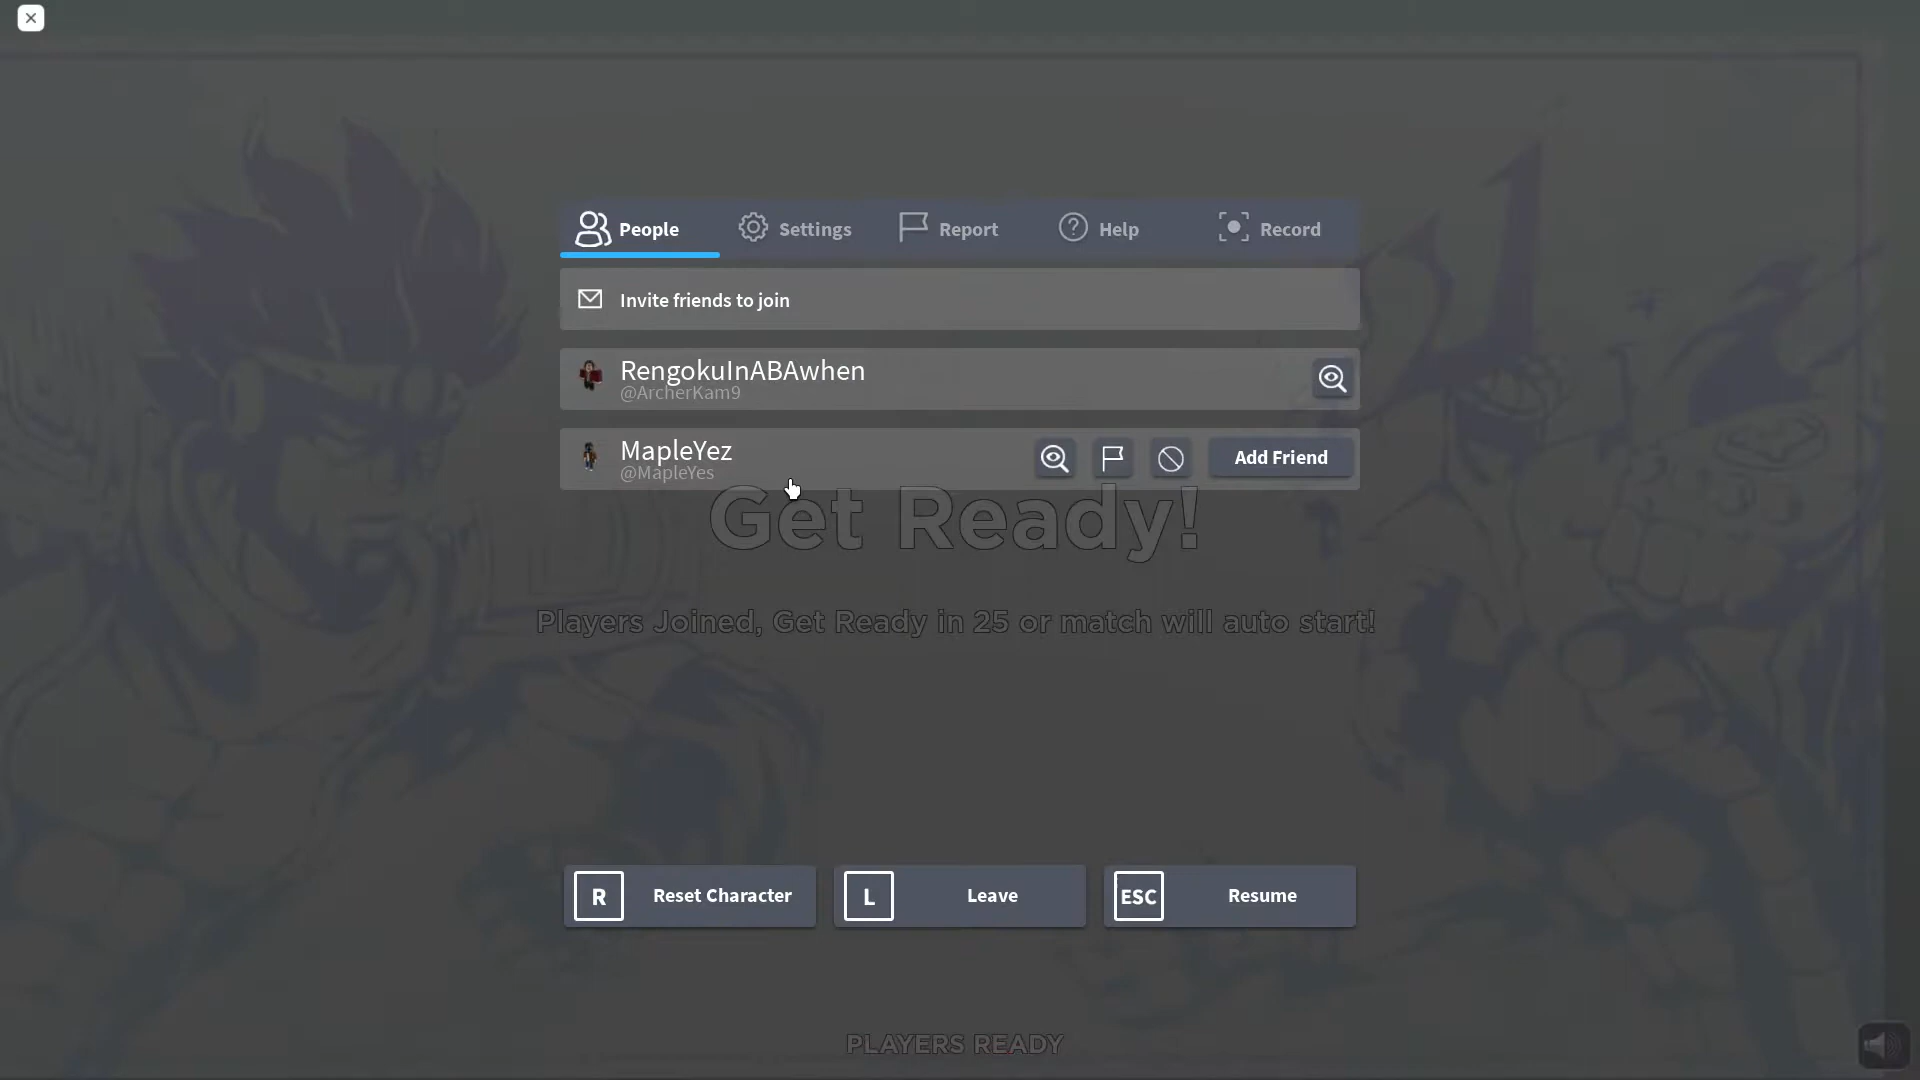 People
Settings
Report
Help
Record
Invite friends to join
RengokuInABAwhen
@ArcherKam9
MapleYez
@MapleYes
Add Friend
Get Ready!
Players Joined, Get Ready in 25 or match will auto start!
R Reset Character
L Leave
ESC Resume
PLAYERS READY